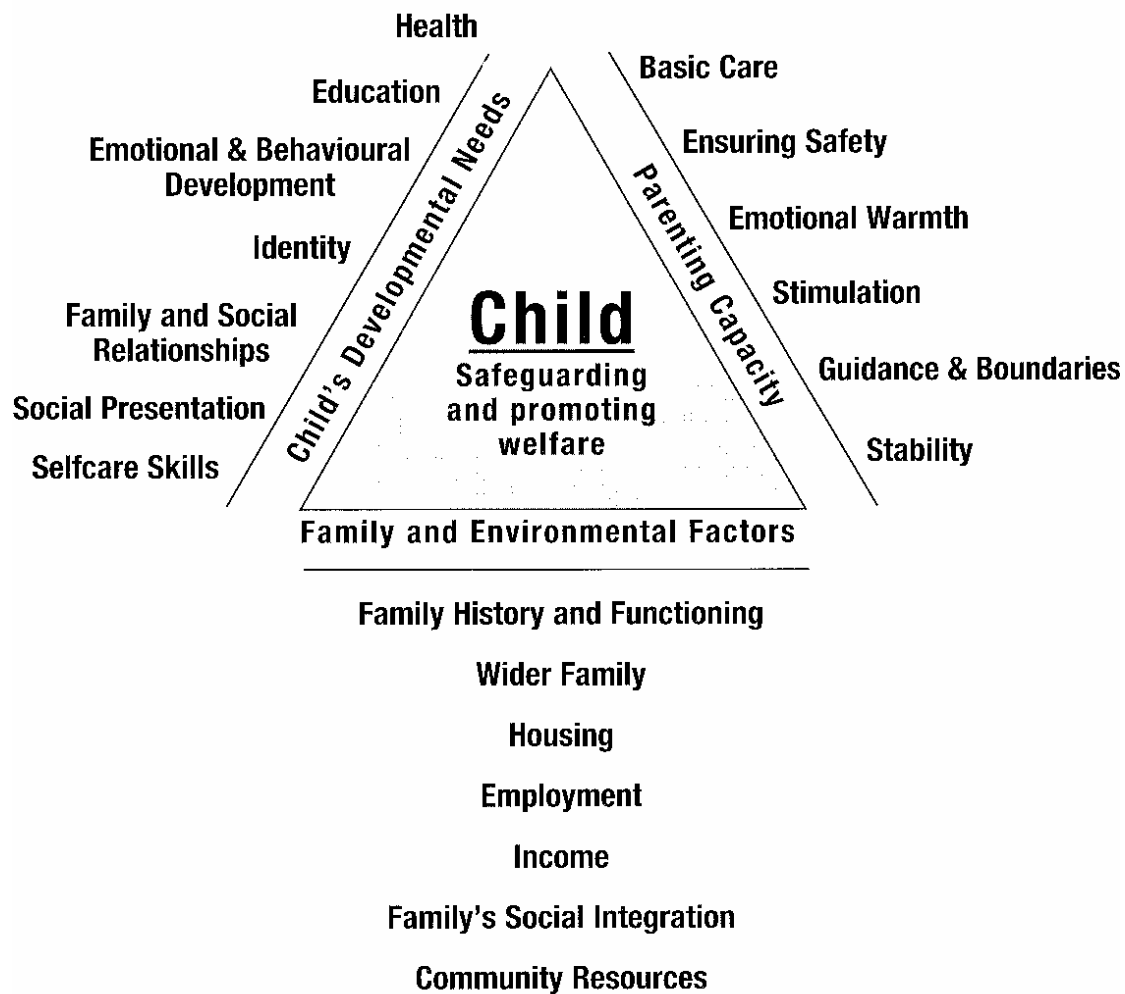 Health
Education
Emotional & Behavioural
Development
Identity
Family and Social
Relationships
Social Presentation
Selfcare Skills
Child's Developmental Needs
Child
Safeguarding
and promoting
welfare
Parenting Capacity
Basic Care
Ensuring Safety
Emotional Warmth
Stimulation
Guidance & Boundaries
Stability
Family and Environmental Factors
Family History and Functioning
Wider Family
Housing
Employment
Income
Family's Social Integration
Community Resources